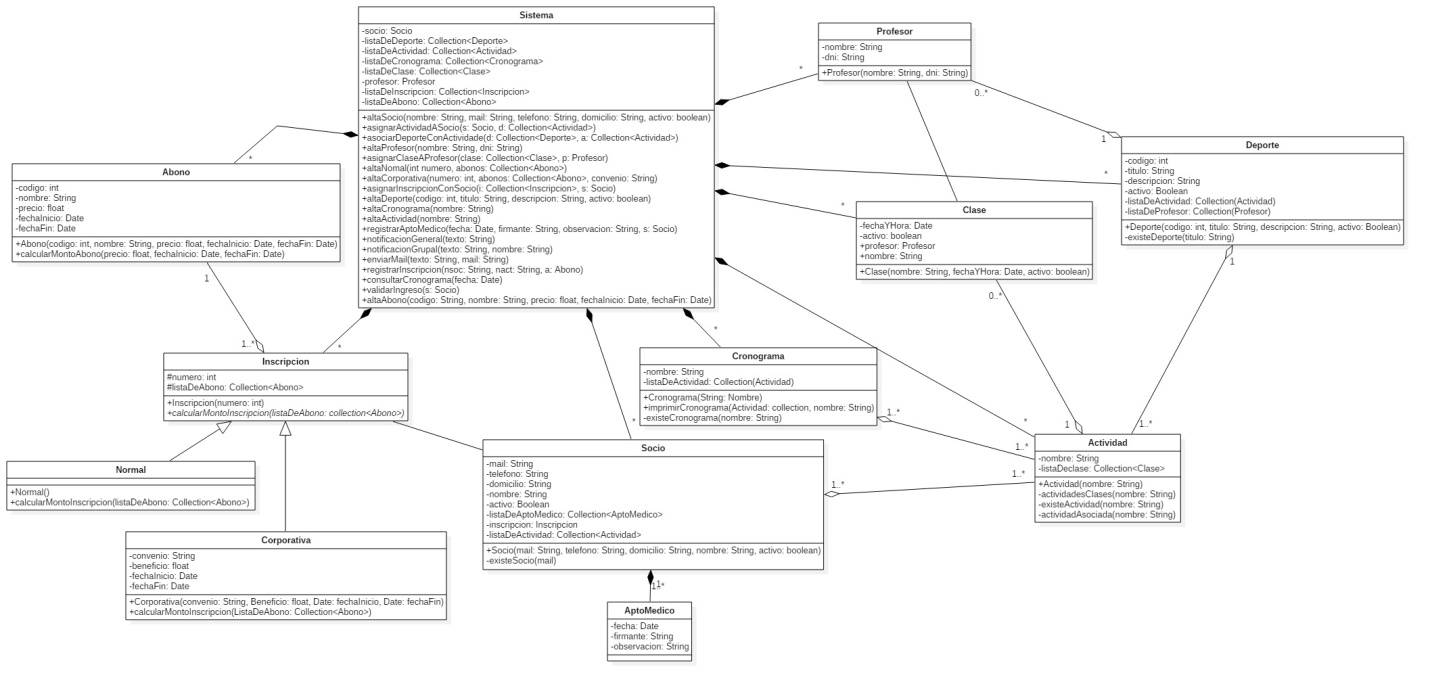 Sistema
-socio: Socio
-listaDeDeporte: Collection<Deporte>
-listaDeActividad: Collection<Actividad>
-listaDeCronograma: Collection<Cronograma>
-listaDeClase: Collection<Clase>
-profesor: Profesor
-listaDeInscripcion: Collection<Inscripcion>
-listaDeAbono: Collection<Abono>
+altaSocio(nombre: String, mail: String, telefono: String, domicilio: String, activo: boolean)
+asignarActividadASocio(s: Socio, d: Collection<Actividad>)
+asociarDeporteConActividade(d: Collection<Deporte>, a: Collection<Actividad>)
+altaProfesor(nombre: String, dni: String)
+asignarClaseAProfesor(clase: Collection<Clase>, p: Profesor)
+altaNomal(int numero, abonos: Collection<Abono>)
+altaCorporativa(numero: int, abonos: Collection<Abono>, convenio: String)
+asignarInscripcionConSocio(i: Collection<Inscripcion>, s: Socio)
+altaDeporte(codigo: int, titulo: String, descripcion: String, activo: boolean)
+altaCronograma(nombre: String)
+altaActividad(nombre: String)
+registrarAptoMedico(fecha: Date, firmante: String, observacion: String, s: Socio)
+notificacionGeneral(texto: String)
+notificacionGrupal(texto: String, nombre: String)
+enviarMail(texto: String, mail: String)
+registrarInscripcion(nsoc: String, nact: String, a: Abono)
+consultarCronograma(fecha: Date)
+validarIngreso(s: Socio)
+altaAbono(codigo: String, nombre: String, precio: float, fechaInicio: Date, fechaFin: Date)
Profesor
-nombre: String
-dni: String
+Profesor(nombre: String, dni: String)
*
0..*
1
Deporte
-codigo: int
-titulo: String
-descripcion: String
-activo: Boolean
-listaDeActividad: Collection(Actividad)
-listaDeProfesor: Collection(Profesor)
+Deporte(codigo: int, titulo: String, descripcion: String, activo: Boolean)
-existeDeporte(titulo: String)
*
*
1
Abono
-codigo: int
-nombre: String
-precio: float
-fechaInicio: Date
-fechaFin: Date
+Abono(codigo: int, nombre: String, precio: float, fechaInicio: Date, fechaFin: Date)
+calcularMontoAbono(precio: float, fechaInicio: Date, fechaFin: Date)
*
Clase
-fechaYHora: Date
-activo: boolean
+profesor: Profesor
+nombre: String
+Clase(nombre: String, fechaYHora: Date, activo: boolean)
0..*
1
1..*
*
*
Inscripcion
#numero: int
#listaDeAbono: Collection<Abono>
+Inscripcion(numero: int)
+calcularMontoInscripcion(listaDeAbono: collection<Abono>)
Cronograma
-nombre: String
-listaDeActividad: Collection(Actividad)
+Cronograma(String: Nombre)
+imprimirCronograma(Actividad: collection, nombre: String)
-existeCronograma(nombre: String)
1..*
*
*
1
1..*
1..*
1..*
1..*
Actividad
-nombre: String
-listaDeclase: Collection<Clase>
+Actividad(nombre: String)
-actividadesClases(nombre: String)
-existeActividad(nombre: String)
-actividadAsociada(nombre: String)
Socio
-mail: String
-telefono: String
-domicilio: String
-nombre: String
-activo: Boolean
-listaDeAptoMedico: Collection<AptoMedico>
-inscripcion: Inscripcion
-listaDeActividad: Collection<Actividad>
+Socio(mail: String, telefono: String, domicilio: String, nombre: String, activo: boolean)
-existeSocio(mail)
Normal
+Normal()
+calcularMontoInscripcion(listaDeAbono: Collection<Abono>)
Corporativa
-convenio: String
-beneficio: float
-fechaInicio: Date
-fechaFin: Date
+Corporativa(convenio: String, Beneficio: float, Date: fechaInicio, Date: fechaFin)
+calcularMontoInscripcion(ListaDeAbono: Collection<Abono>)
AptoMedico
-fecha: Date
-firmante: String
-observacion: String